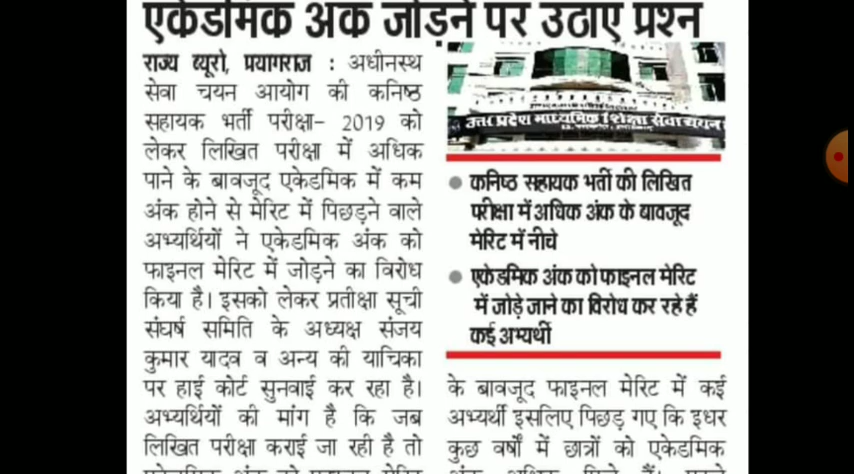 एकेडमिक अंक जोड़ने पर उठाए प्रश्न
राज्य ब्यूरो, प्रयागराज : अधीनस्थ
सेवा चयन आयोग की कनिष्ठ
सहायक भर्ती परीक्षा- 2019 को
लेकर लिखित परीक्षा में अधिक
पाने के बावजूद एकेडमिक में कम
अंक होने से मेरिट में पिछड़ने वाले
अभ्यर्थियों ने एकेडमिक अंक को
फाइनल मेरिट में जोड़ने का विरोध
किया है। इसको लेकर प्रतीक्षा सूची
संघर्ष समिति के अध्यक्ष संजय
कुमार यादव व अन्य की याचिका
पर हाई कोर्ट सुनवाई कर रहा है।
अभ्यर्थियों की मांग है कि जब
लिखित परीक्षा कराई जा रही है तो
उत्तर प्रदेश माध्यमिक शिक्षा सेवा चयन
कनिष्ठ सहायक भर्ती की लिखित
परीक्षा में अधिक अंक के बावजूद
मेरिट में नीचे
एकेडमिक अंक को फाइनल मेरिट
में जोड़े जाने का विरोध कर रहे हैं
कई अभ्यर्थी
के बावजूद फाइनल मेरिट में कई
अभ्यर्थी इसलिए पिछड़ गए कि इधर
कुछ वर्षों में छात्रों को एकेडमिक